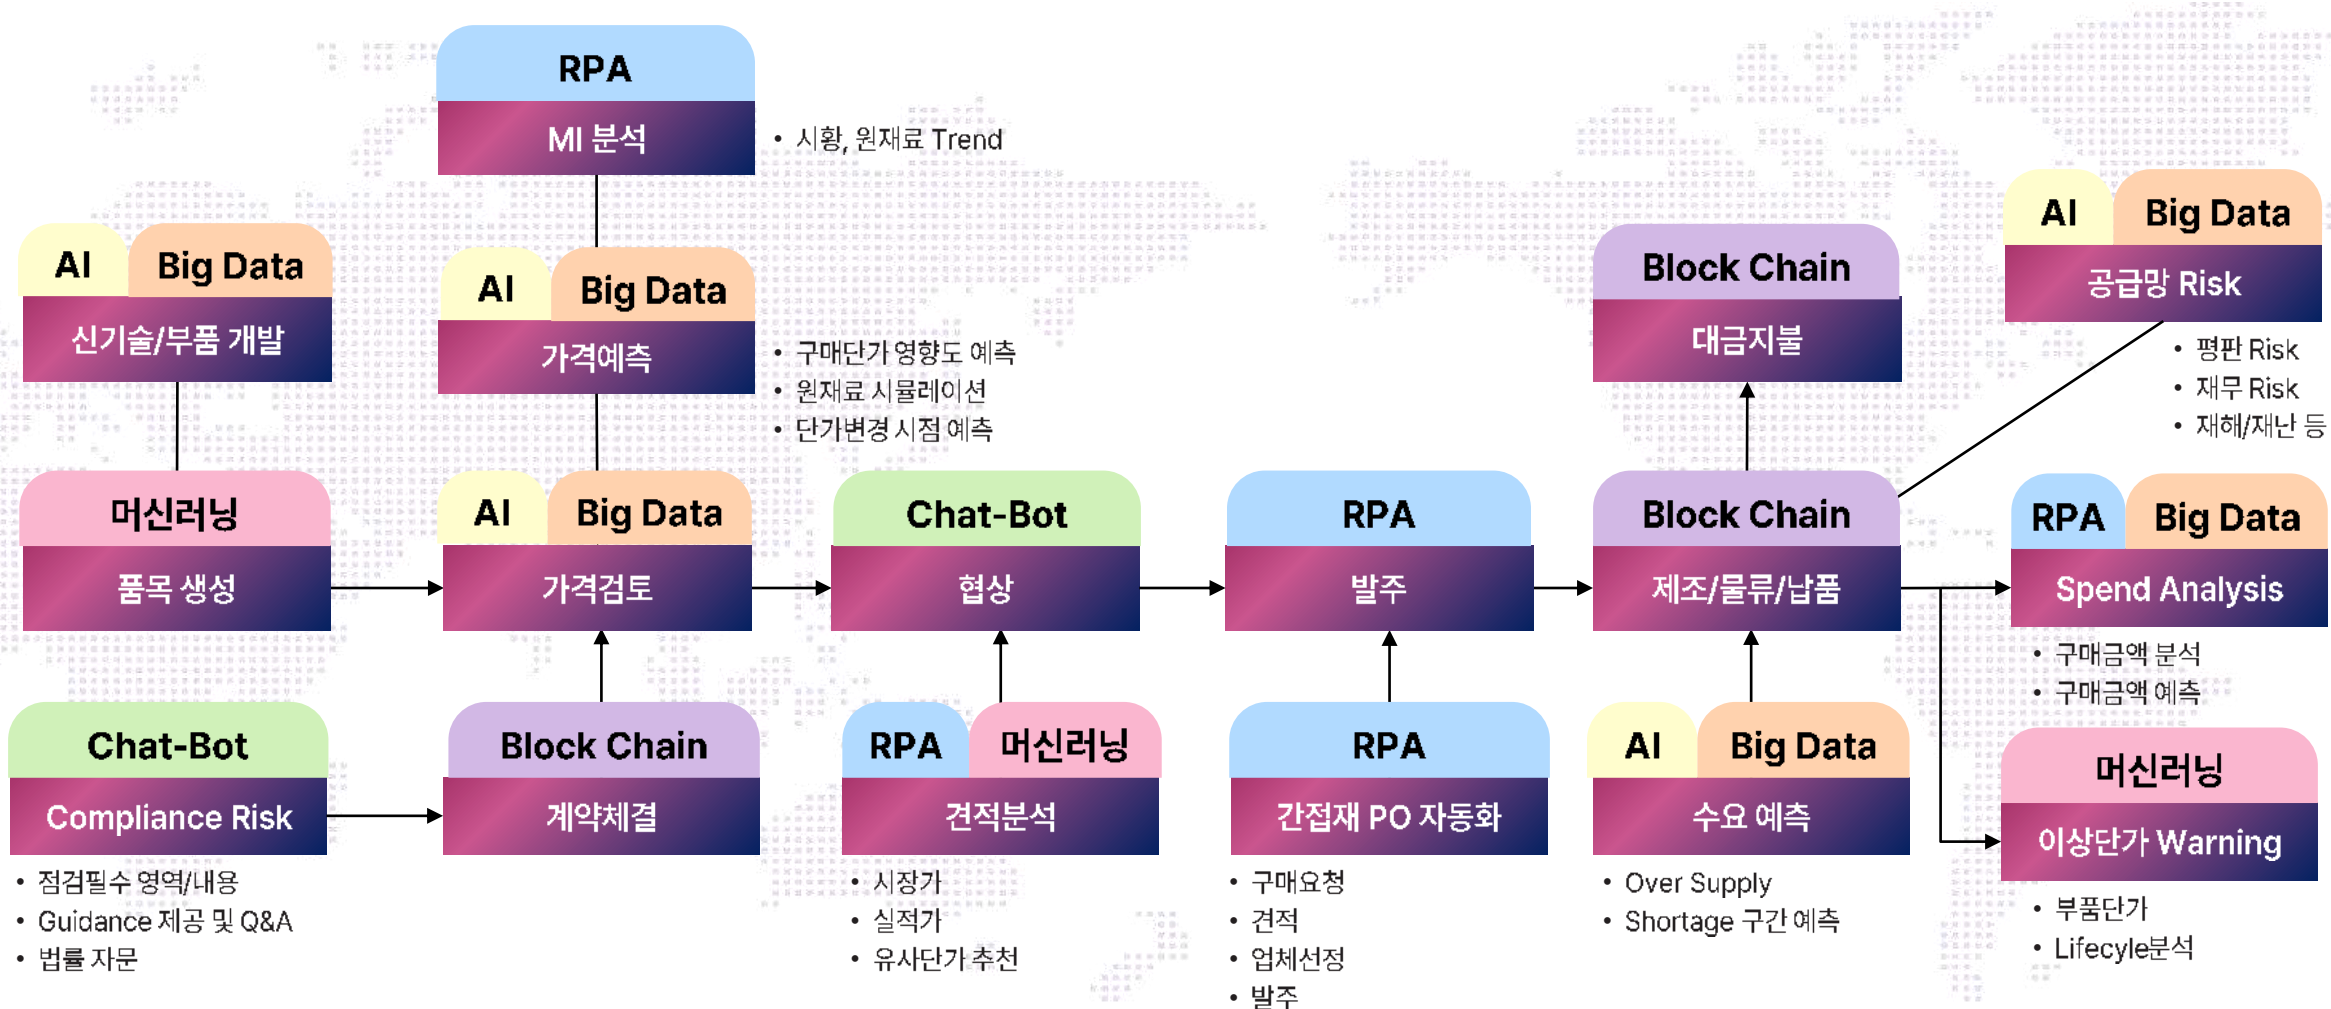 RPA
MI 분석
• 시황, 원재료 Trend
AI Big Data
신기술/부품 개발
AI Big Data
가격예측
• 구매단가 영향도 예측
• 원재료 시뮬레이션
• 단가변경 시점 예측
Block Chain
대금지불
AI Big Data
공급망 Risk
• 평판 Risk
• 재무 Risk
• 재해/재난 등
머신러닝
품목 생성
AI Big Data
가격검토
Chat-Bot
협상
RPA
발주
Block Chain
제조/물류/납품
RPA Big Data
Spend Analysis
• 구매금액 분석
• 구매금액 예측
Chat-Bot
Compliance Risk
• 점검필수 영역/내용
• Guidance 제공 및 Q&A
• 법률 자문
Block Chain
계약체결
RPA 머신러닝
견적분석
• 시장가
• 실적가
• 유사단가 추천
RPA
간접재 PO 자동화
• 구매요청
• 견적
• 업체선정
• 발주
AI Big Data
수요 예측
• Over Supply
• Shortage 구간 예측
머신러닝
이상단가 Warning
• 부품단가
• Lifecyle분석